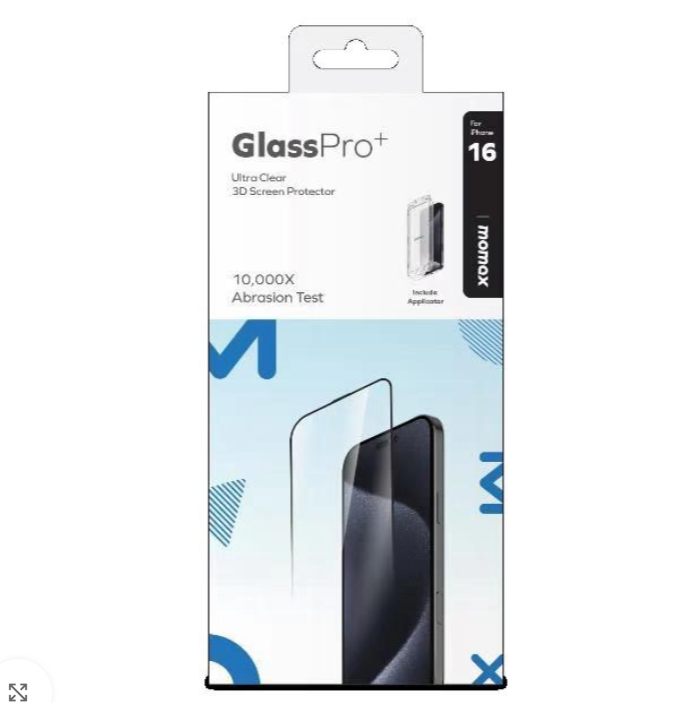 GlassPro+
Ultra Clear
3D Screen Protector
For
iPhone
16
momax
Include
Applicator
10,000X
Abrasion Test